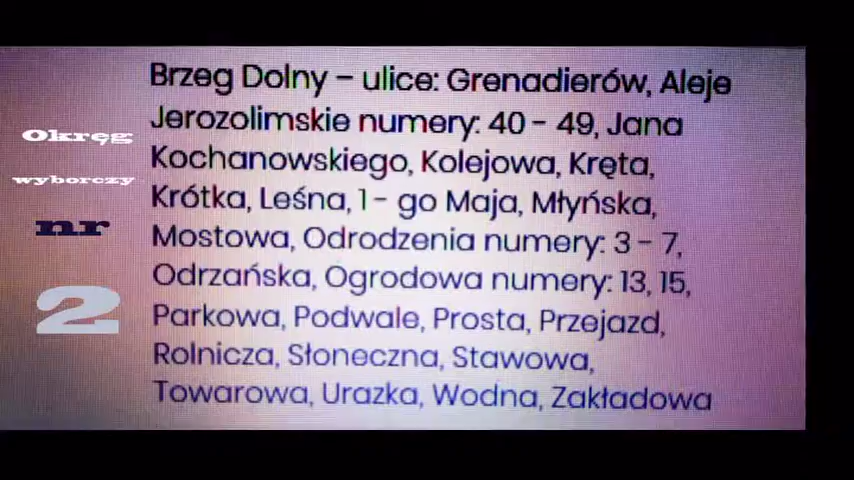 Okręg
wyborczy
nr
2
Brzeg Dolny – ulice: Grenadierów, Aleje
Jerozolimskie numery: 40 – 49, Jana
Kochanowskiego, Kolejowa, Kręta,
Krótka, Leśna, 1 – go Maja, Młyńska,
Mostowa, Odrodzenia numery: 3 – 7,
Odrzańska, Ogrodowa numery: 13, 15,
Parkowa, Podwale, Prosta, Przejazd,
Rolnicza, Słoneczna, Stawowa,
Towarowa, Urazka, Wodna, Zakładowa